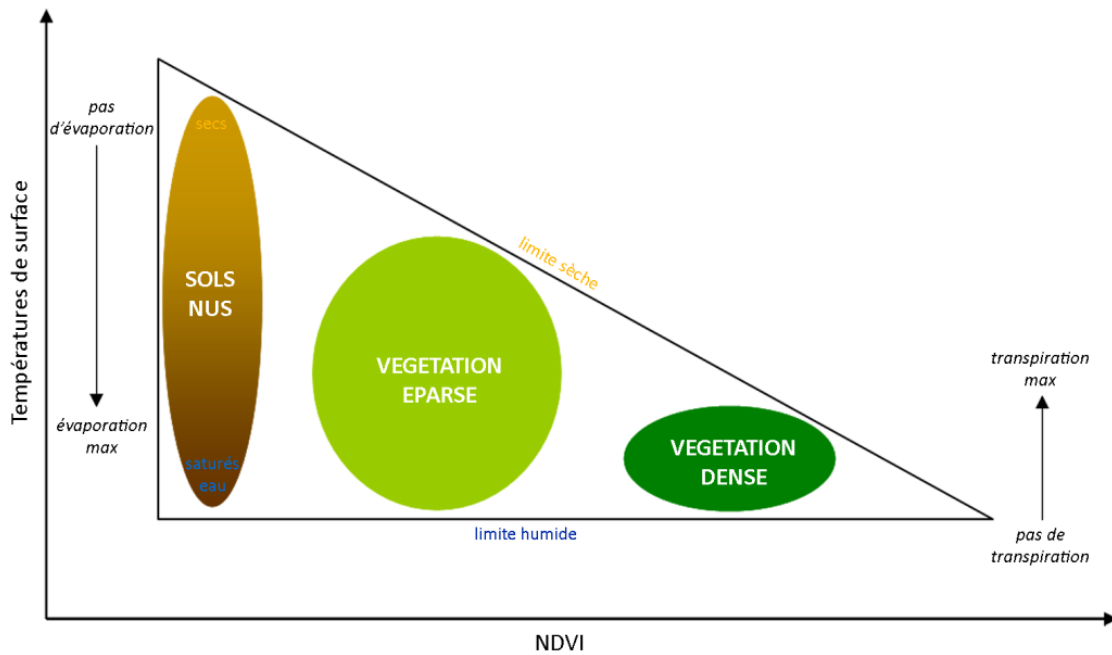 Températures de surface
pas
d'évaporation
évaporation
max
secs
SOLS
NUS
saturés
eau
VEGETATION
EPARSE
limite sèche
VEGETATION
DENSE
limite humide
transpiration
max
pas de
transpiration
NDVI